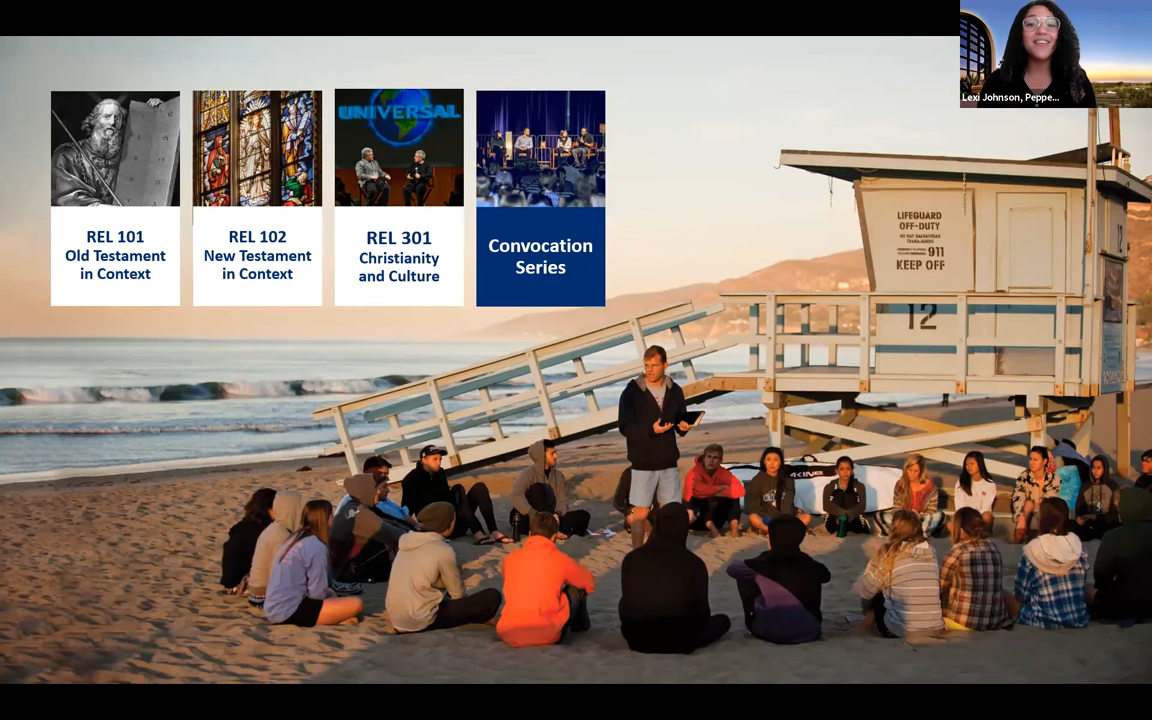 Lexi Johnson, Peppe...
UNIVERSAL
REL 101
Old Testament
in Context
REL 102
New Testament
in Context
REL 301
Christianity
and Culture
Convocation
Series
LIFEGUARD
OFF-DUTY
911
KEEP OFF
12
12